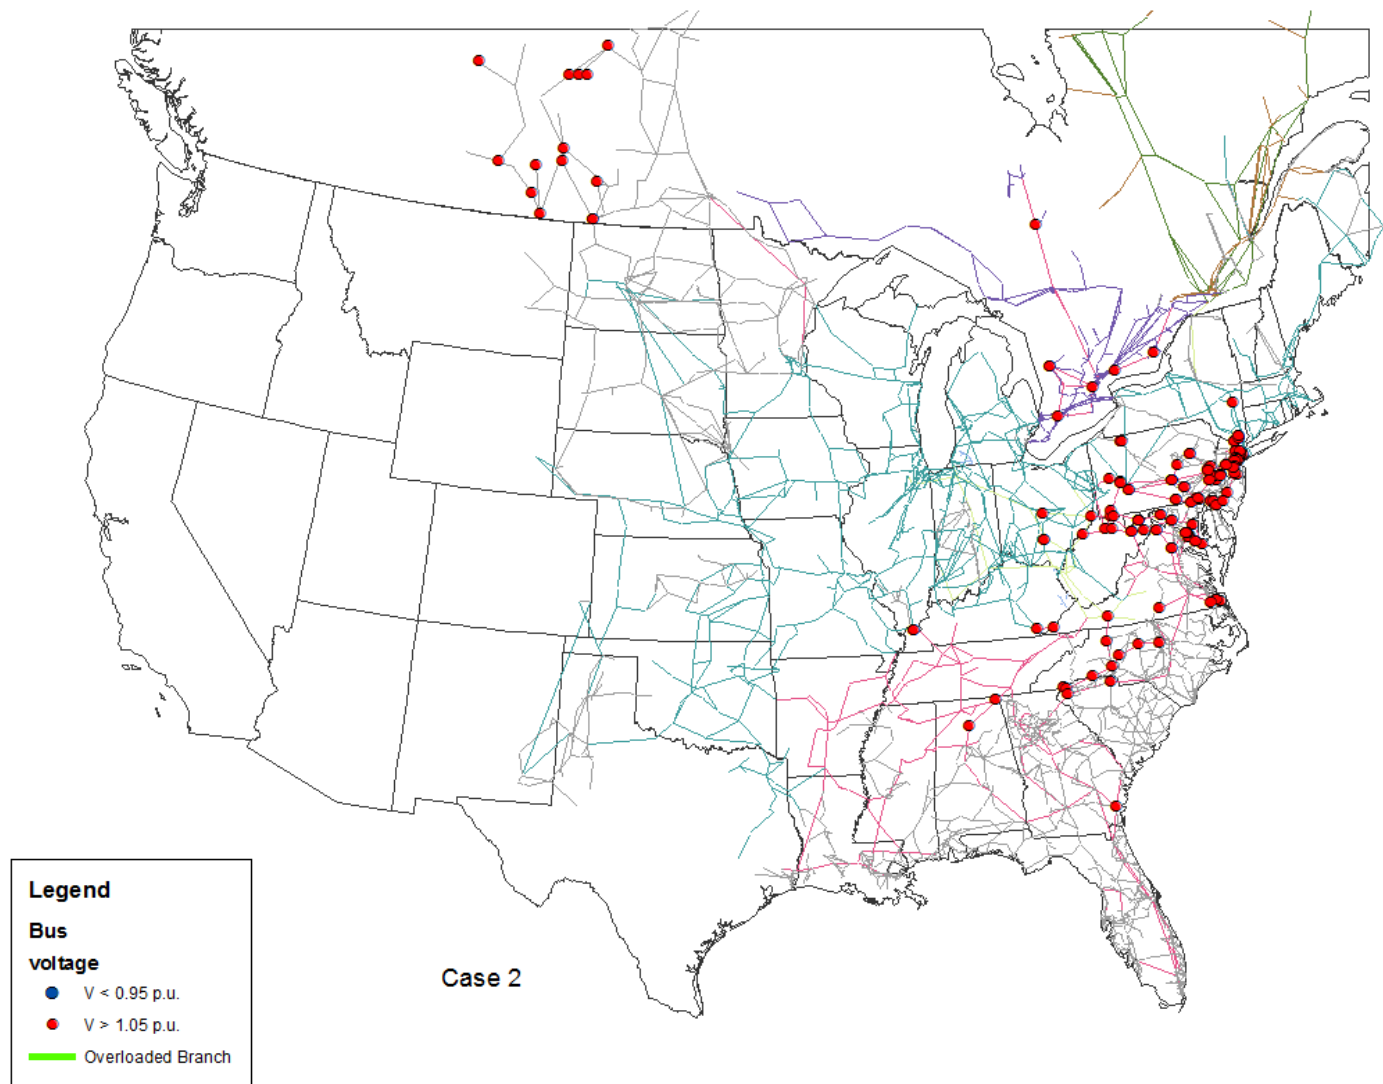 Legend
Bus
voltage
V < 0.95 p.u.
V > 1.05 p.u.
Overloaded Branch
Case 2